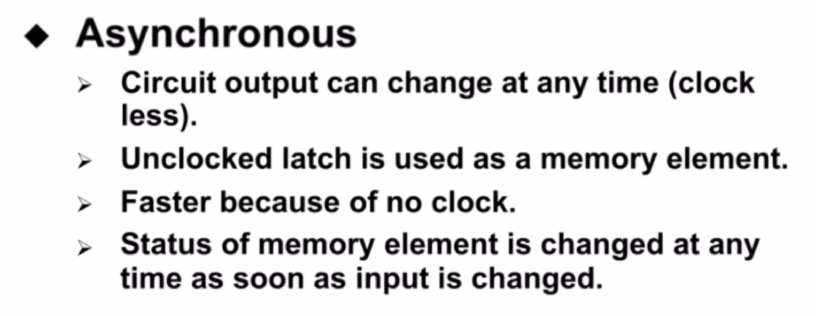 ◆ Asynchronous
➢ Circuit output can change at any time (clock
less).
➢ Unclocked latch is used as a memory element.
➢ Faster because of no clock.
➢ Status of memory element is changed at any
time as soon as input is changed.